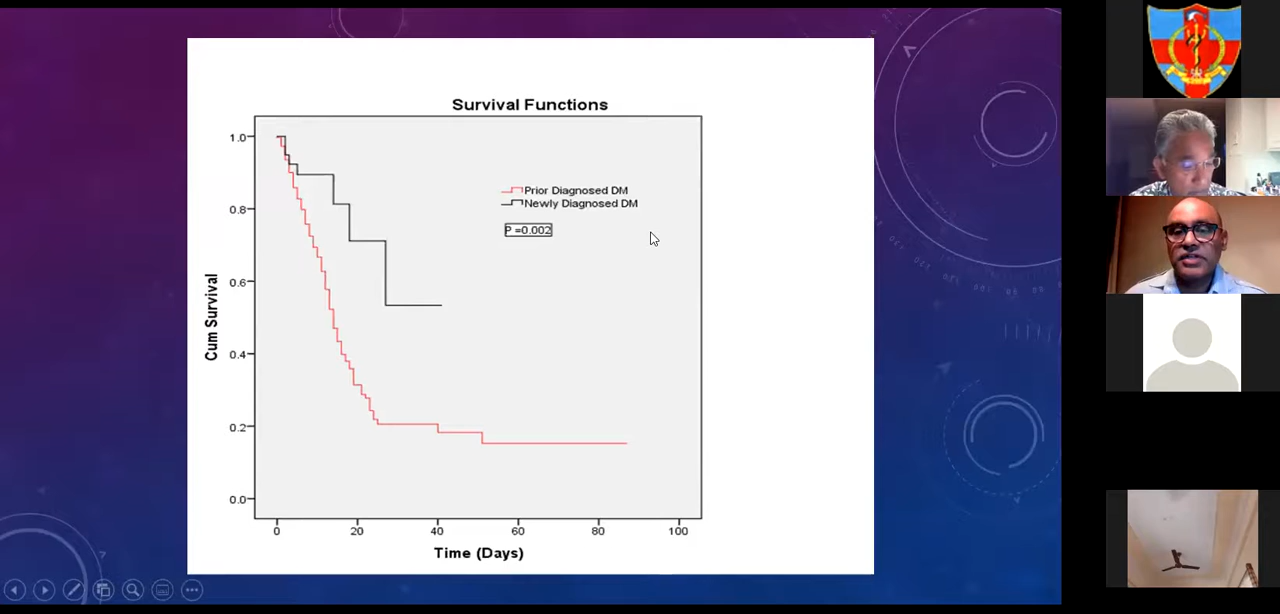 Survival Functions
1.0
0.8
0.6
0.4
0.2
0.0
Cum Survival
Prior Diagnosed DM
Newly Diagnosed DM
P =0.002
0 20 40 60 80 100
Time (Days)